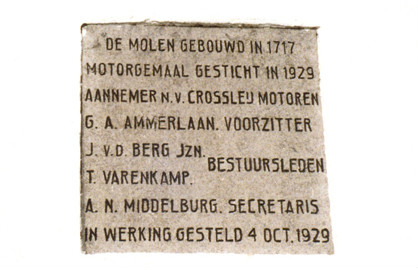 DE MOLEN GEBOUWD IN 1717
MOTORGEMAAL GESTICHT IN 1929
AANNEMER N.V. CROSSLEIJ MOTOREN
G. A. AMMERLAAN. VOORZITTER
J. V.D. BERG JZN.
BESTUURSLEDEN
T. VARENKAMP.
A. N. MIDDELBURG. SECRETARIS
IN WERKING GESTELD 4 OCT. 1929